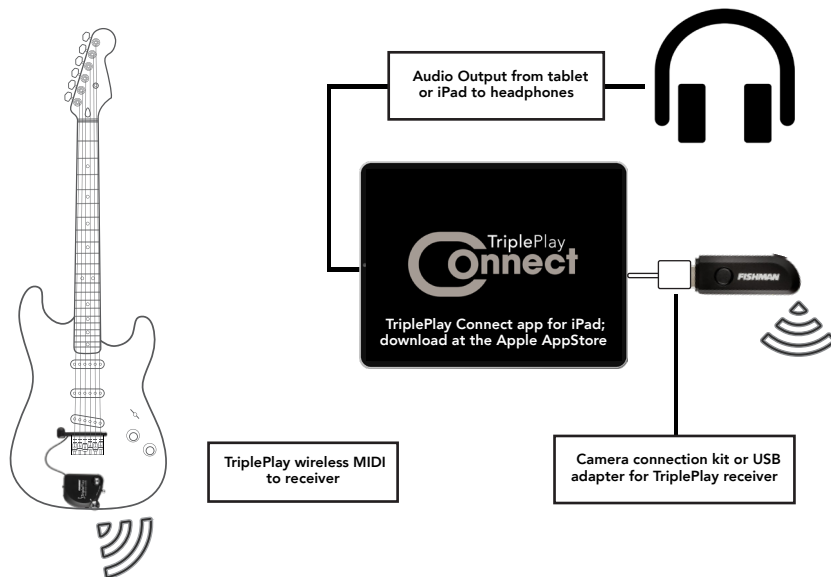 Audio Output from tablet
or iPad to headphones
TriplePlay
Connect
FISHMAN
TriplePlay Connect app for iPad;
download at the Apple AppStore
TriplePlay wireless MIDI
to receiver
Camera connection kit or USB
adapter for TriplePlay receiver